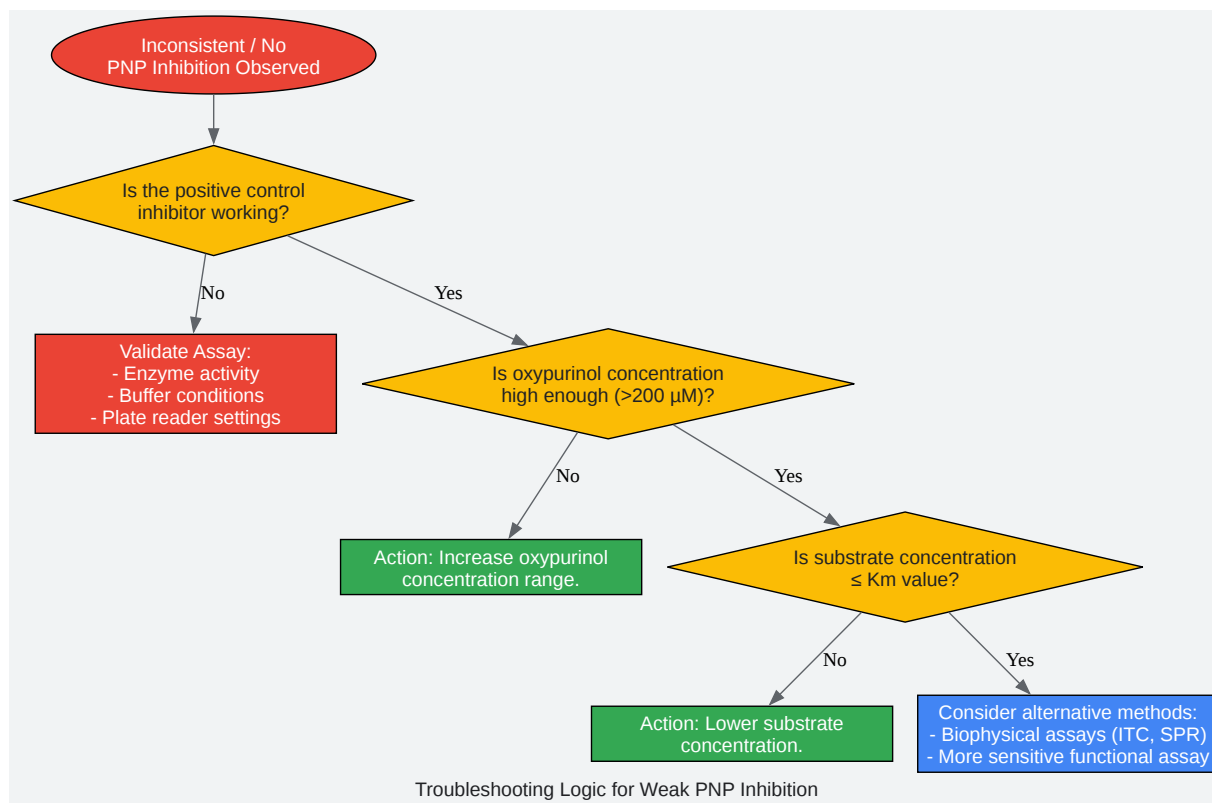 Inconsistent / No
PNP Inhibition Observed
Is the positive control
inhibitor working?
No
Yes
Validate Assay:
- Enzyme activity
- Buffer conditions
- Plate reader settings
Is oxypurinol concentration
high enough (>200 µM)?
No
Yes
Action: Increase oxypurinol
concentration range.
Is substrate concentration
≤ Km value?
No
Yes
Action: Lower substrate
concentration.
Consider alternative methods:
- Biophysical assays (ITC, SPR)
- More sensitive functional assay
Troubleshooting Logic for Weak PNP Inhibition